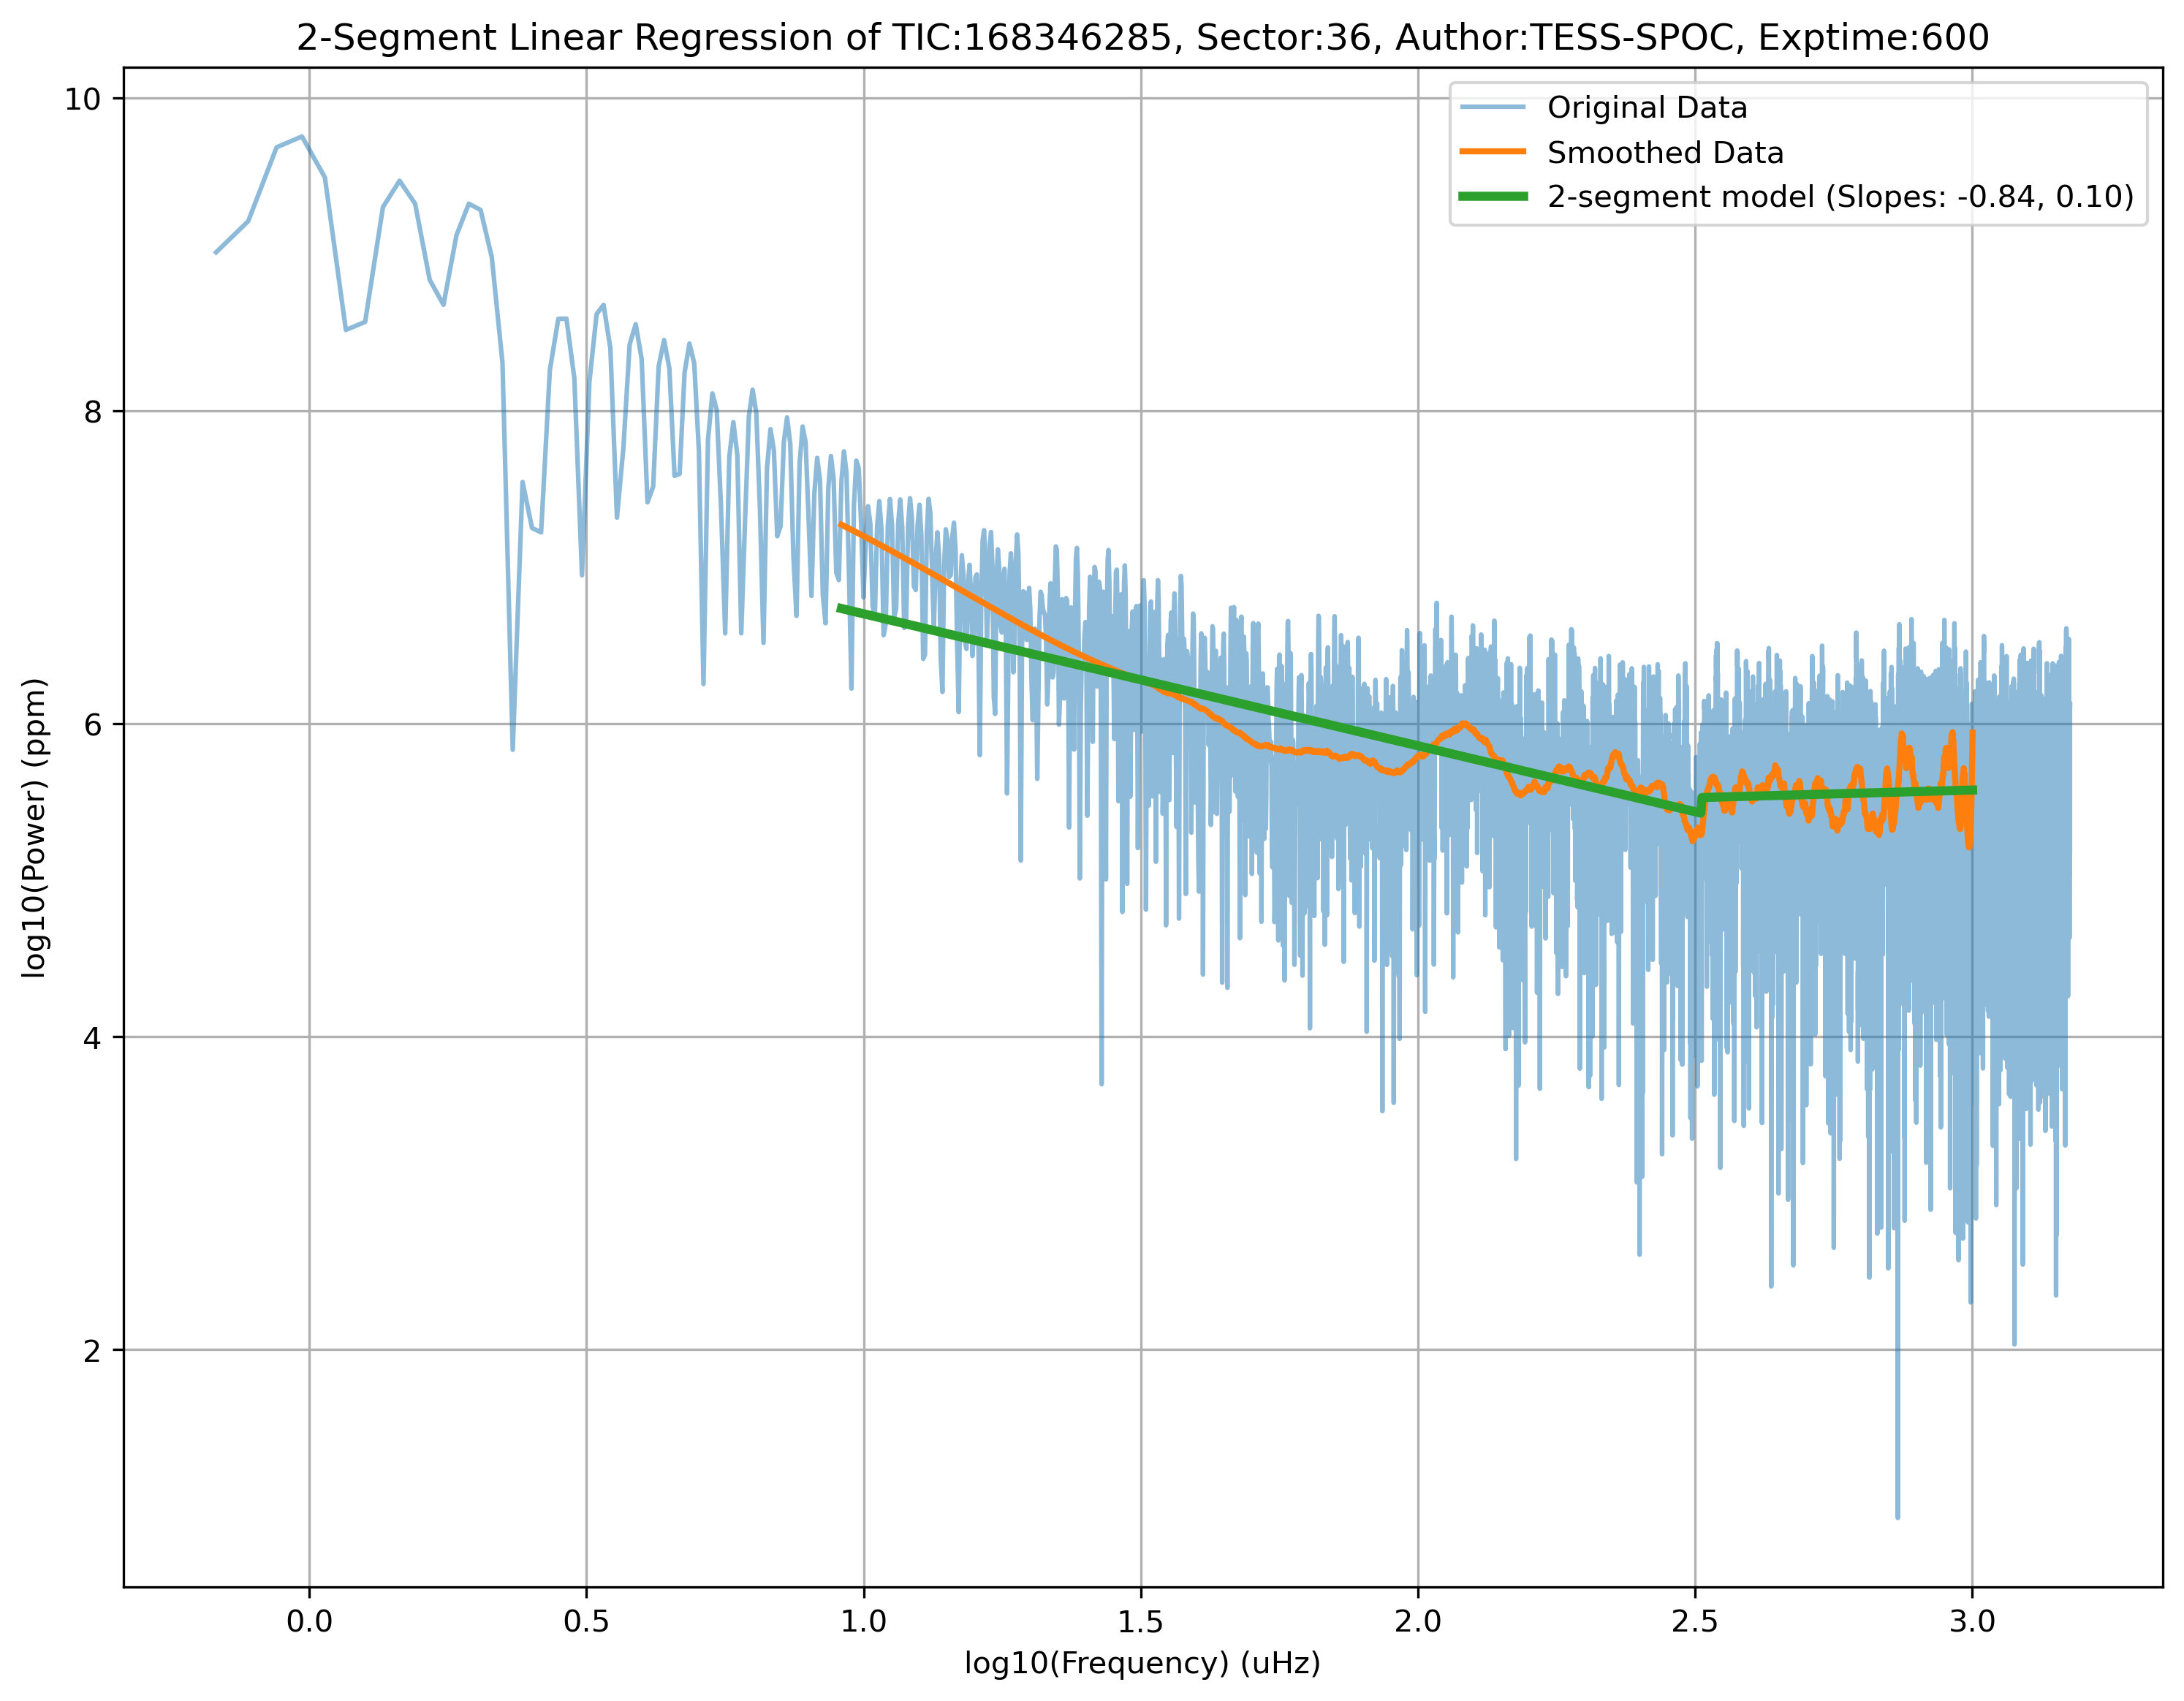 2-Segment Linear Regression of TIC:168346285, Sector:36, Author:TESS-SPOC, Exptime:600
Original Data
Smoothed Data
2-segment model (Slopes: -0.84, 0.10)
log10(Power) (ppm)
10
8
6
4
2
0.0 0.5 1.0 1.5 2.0 2.5 3.0
log10(Frequency) (uHz)